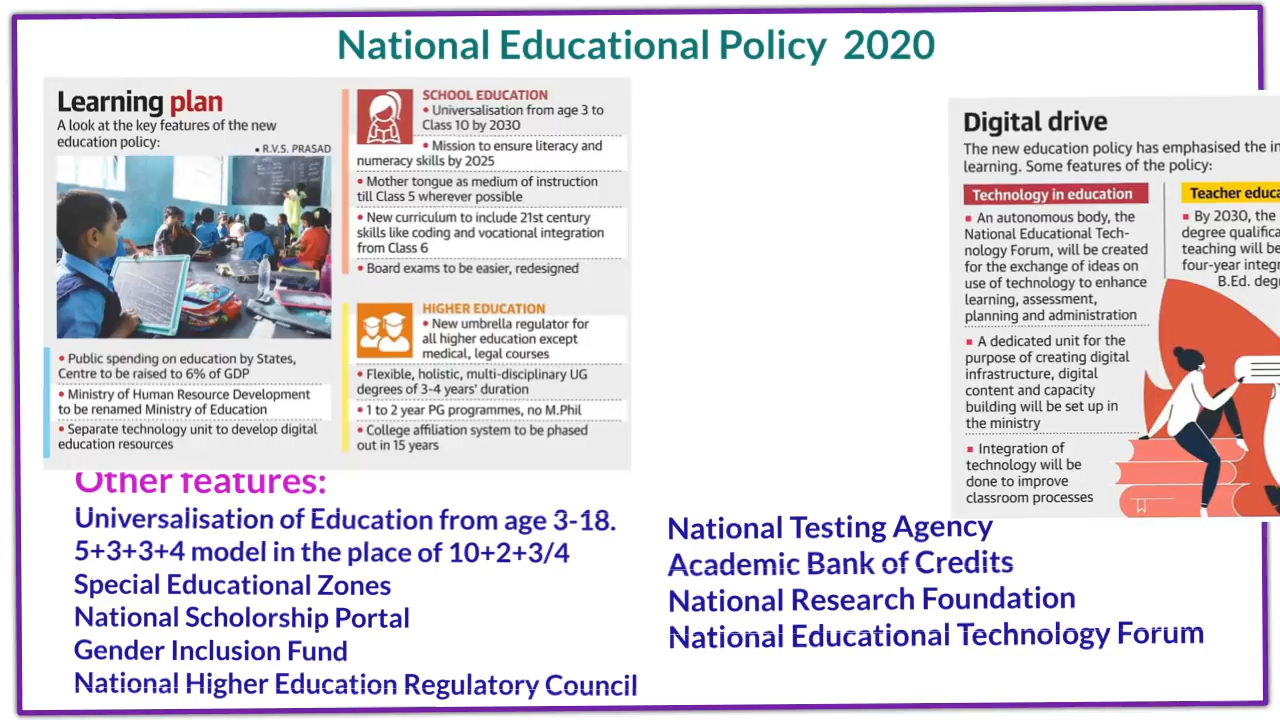 National Educational Policy 2020
Learning plan
A look at the key features of the new
education policy:
▪ R.V.S. PRASAD
• Public spending on education by States,
Centre to be raised to 6% of GDP
• Ministry of Human Resource Development
to be renamed Ministry of Education
• Separate technology unit to develop digital
education resources
SCHOOL EDUCATION
• Universalisation from age 3 to
Class 10 by 2030
• Mission to ensure literacy and
numeracy skills by 2025
• Mother tongue as medium of instruction
till Class 5 wherever possible
• New curriculum to include 21st century
skills like coding and vocational integration
from Class 6
• Board exams to be easier, redesigned
HIGHER EDUCATION
• New umbrella regulator for
all higher education except
medical, legal courses
• Flexible, holistic, multi-disciplinary UG
degrees of 3-4 years' duration
• 1 to 2 year PG programmes, no M.Phil
• College affiliation system to be phased
out in 15 years
Digital drive
The new education policy has emphasised the
learning. Some features of the policy:
Technology in education
▪ An autonomous body, the
National Educational Tech-
nology Forum, will be created
for the exchange of ideas on
use of technology to enhance
learning, assessment,
planning and administration
▪ A dedicated unit for the
purpose of creating digital
infrastructure, digital
content and capacity
building will be set up in
the ministry
▪ Integration of
technology will be
done to improve
classroom processes
Teacher
▪ By 2030, the
degree
teaching will be
four-year
B.Ed.
Other features:
Universalisation of Education from age 3-18.
5+3+3+4 model in the place of 10+2+3/4
Special Educational Zones
National Scholorship Portal
Gender Inclusion Fund
National Higher Education Regulatory Council
National Testing Agency
Academic Bank of Credits
National Research Foundation
National Educational Technology Forum